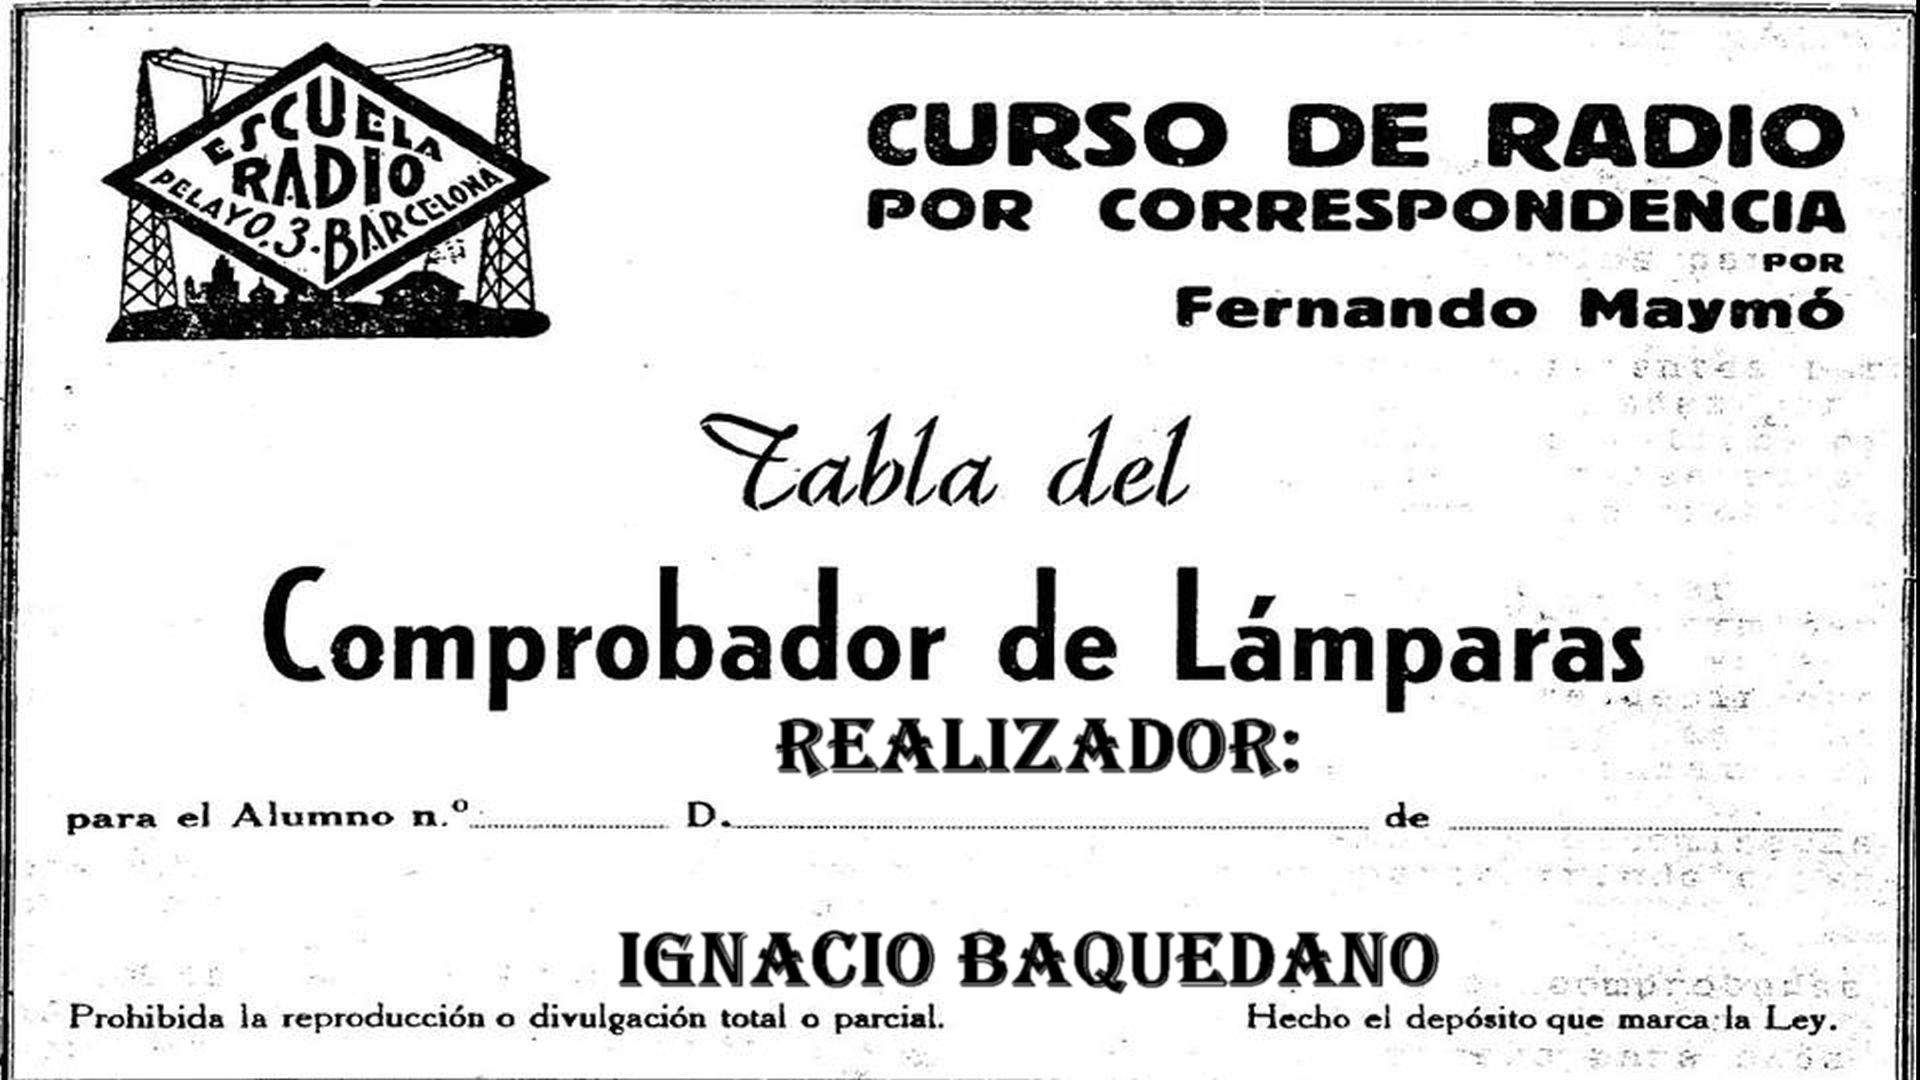 ESCUELA
RADIO
PELAYO, 3. BARCELONA
CURSO DE RADIO
POR CORRESPONDENCIA
POR
Fernando Maymó
Tabla del
Comprobador de Lámparas
REALIZADOR:
para el Alumno n.º D. de
IGNACIO BAQUEDANO
Prohibida la reproducción o divulgación total o parcial. Hecho el depósito que marca la Ley.